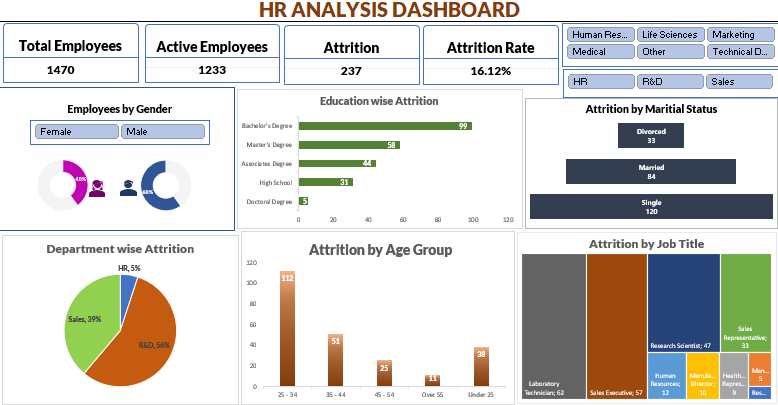 HR ANALYSIS DASHBOARD
Total Employees
1470
Active Employees
1233
Attrition
237
Attrition Rate
16.12%
Human Res... Life Sciences Marketing
Medical Other Technical D...
HR R&D Sales
Employees by Gender
Female Male
40%
60%
Education wise Attrition
Bachelor's Degree 99
Master's Degree 58
Associates Degree 44
High School 31
Doctoral Degree 5
0 20 40 60 80 100 120
Attrition by Maritial Status
Divorced
33
Married
84
Single
120
Department wise Attrition
HR, 5%
Sales, 39%
R&D, 56%
Attrition by Age Group
120
100
80
60
40
20
0
112
51
25
11
38
25 - 34 35 - 44 45 - 54 Over 55 Under 25
Attrition by Job Title
Laboratory
Technician; 62
Sales Executive; 57
Research Scientist; 47
Sales
Representative;
33
Human
Resources;
12
Manufa...
Director;
10
Health...
Repres...
9
Man...
5
Res...